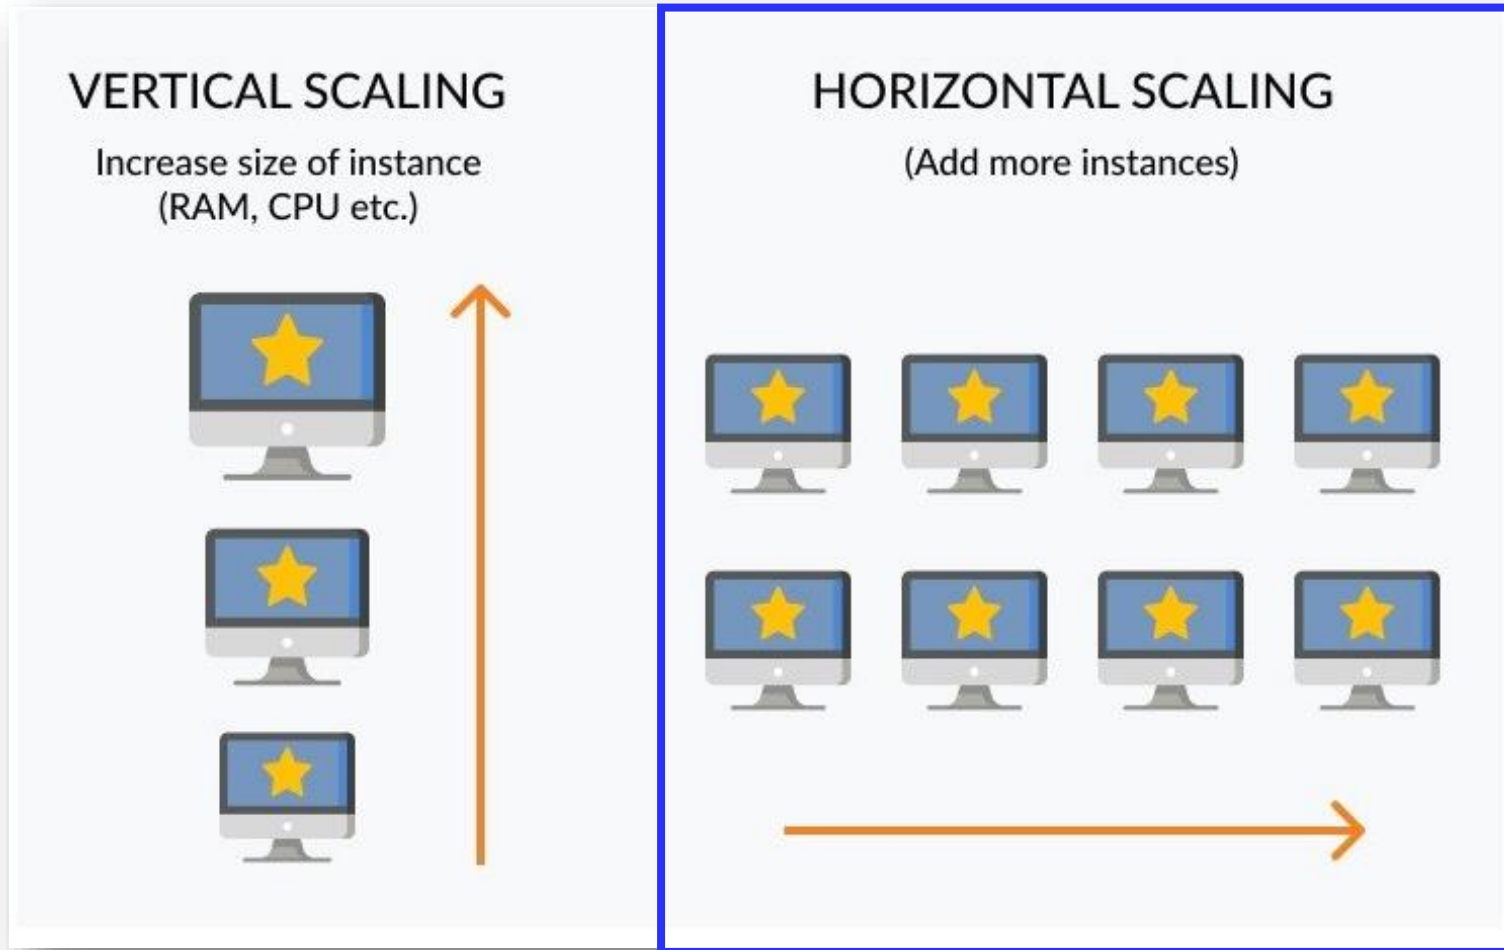 VERTICAL SCALING
Increase size of instance
(RAM, CPU etc.)
HORIZONTAL SCALING
(Add more instances)